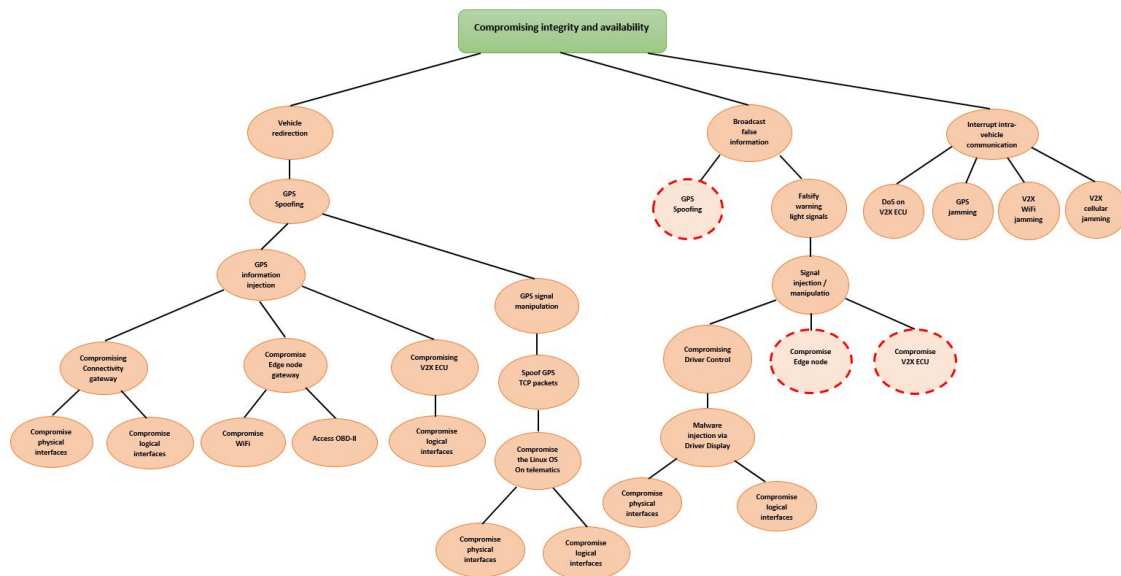 Compromising integrity and availability
Vehicle
redirection
Broadcast
false
information
Interrupt intra-
vehicle
communication
GPS
Spoofing
GPS
Spoofing
Falsify
warning
light signals
DoS on
V2X ECU
GPS
jamming
V2X
WiFi
jamming
V2X
cellular
jamming
GPS
information
injection
GPS signal
manipulation
Signal
injection /
manipulatio
Compromising
Connectivity
gateway
Compromise
Edge node
gateway
Compromising
V2X ECU
Spoof GPS
TCP packets
Compromising
Driver Control
Compromise
Edge node
Compromise
V2X ECU
Compromise
physical
interfaces
Compromise
logical
interfaces
Compromise
WiFi
Access OBD-II
Compromise
logical
interfaces
Compromise
the Linux OS
On telematics
Malware
injection via
Driver Display
Compromise
physical
interfaces
Compromise
logical
interfaces
Compromise
physical
interfaces
Compromise
logical
interfaces